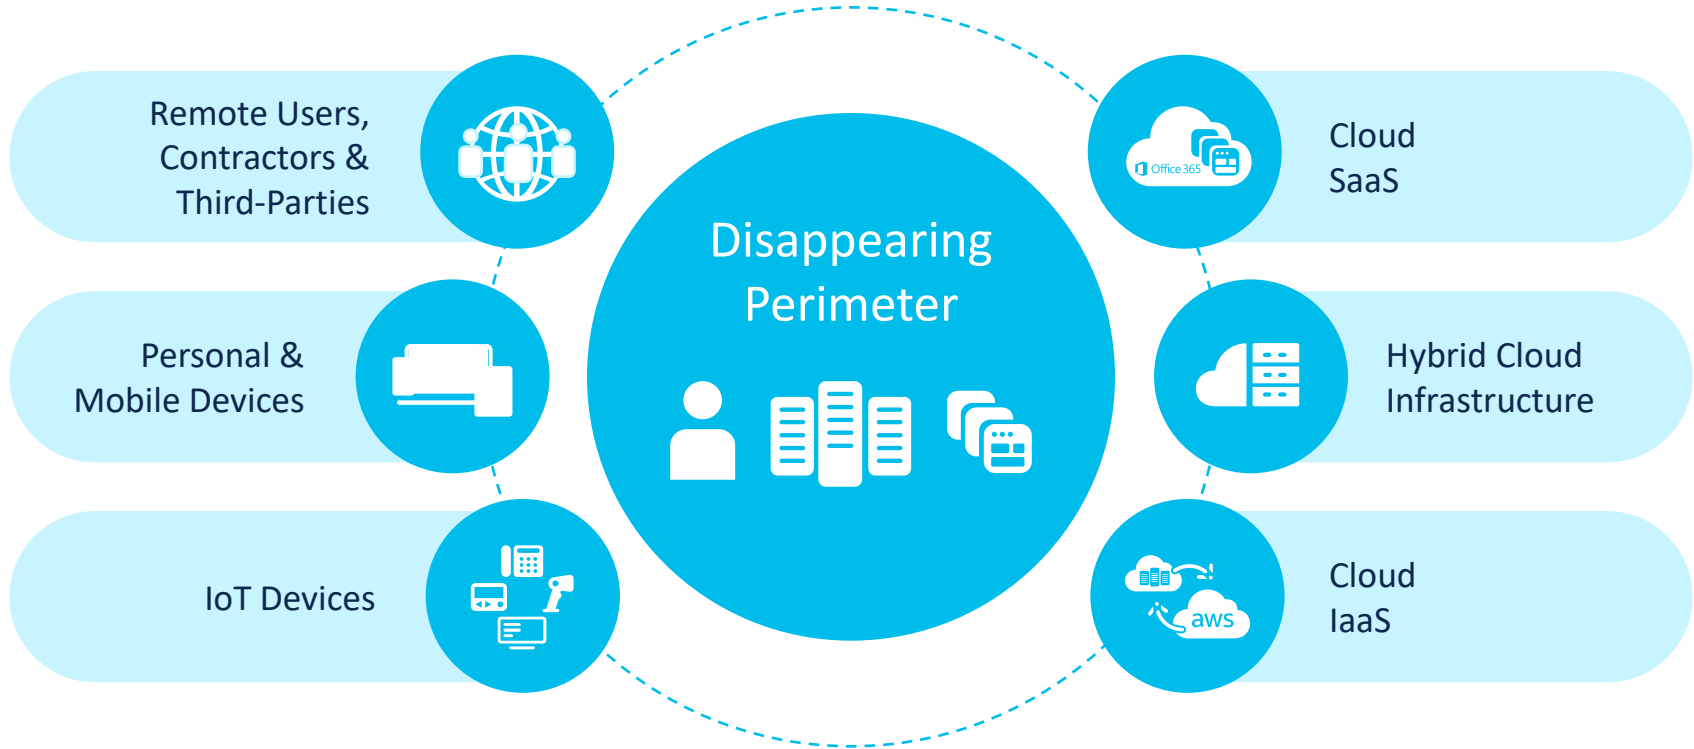 Remote Users,
Contractors &
Third-Parties
Personal &
Mobile Devices
IoT Devices
Disappearing
Perimeter
Office 365
Cloud
SaaS
Hybrid Cloud
Infrastructure
aws
Cloud
IaaS